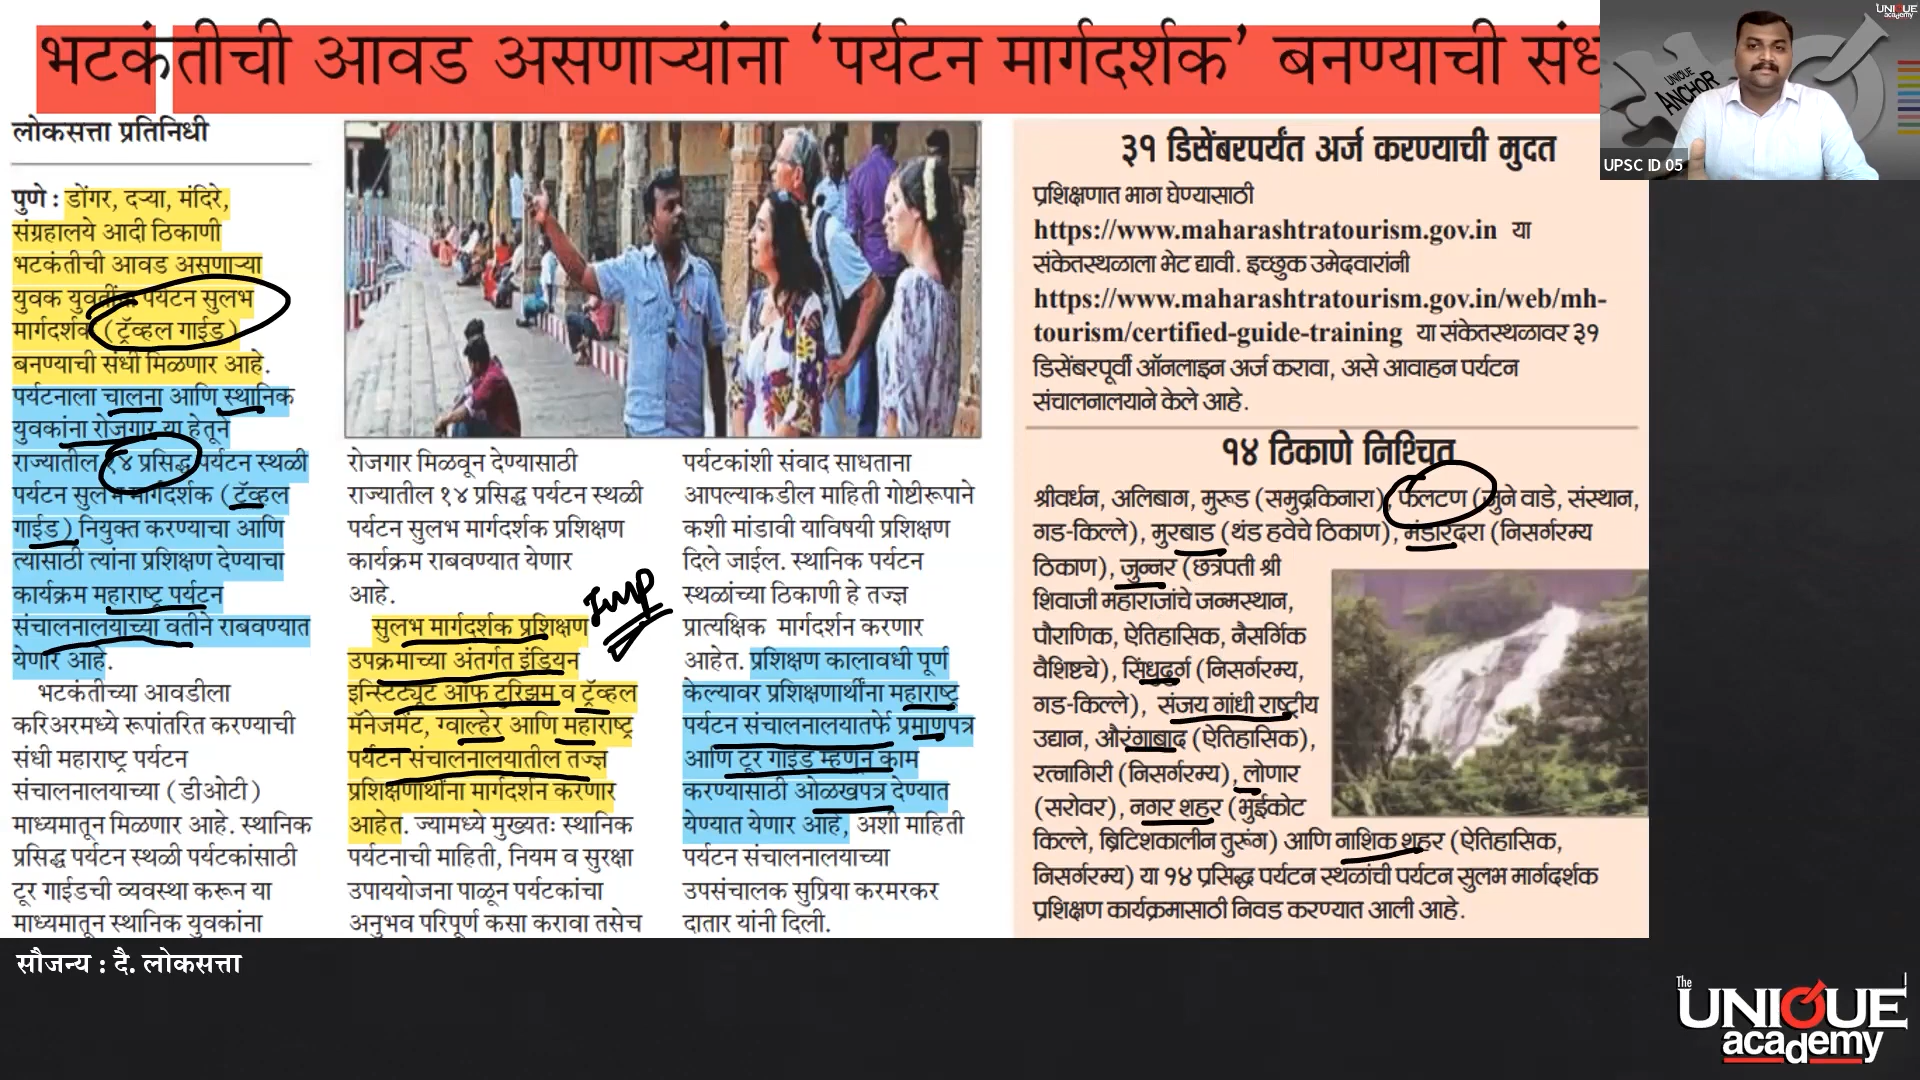 भटकंतीची आवड असणाऱ्यांना ‘पर्यटन मार्गदर्शक’ बनण्याची
लोकसत्ता प्रतिनिधी
पुणे : डोंगर, दऱ्या, मंदिरे,
संग्रहालये आदी ठिकाणी
भटकंतीची आवड असणाऱ्या
युवक युवतींना पर्यटन सुलभ
मार्गदर्शक (ट्रॅव्हल गाईड)
बनण्याची संधी मिळणार आहे.
पर्यटनाला चालना आणि स्थानिक
युवकांना रोजगार या हेतूने
राज्यातील १४ प्रसिद्ध पर्यटन स्थळी
पर्यटन सुलभ मार्गदर्शक (टॅव्हल
गाईड) नियुक्त करण्याचा आणि
त्यासाठी त्यांना प्रशिक्षण देण्याचा
कार्यक्रम महाराष्ट्र पर्यटन
संचालनालयाच्या वतीने राबवण्यात
येणार आहे.
भटकंतीच्या आवडीला
करिअरमध्ये रूपांतरित करण्याची
संधी महाराष्ट्र पर्यटन
संचालनालयाच्या (डीओटी)
माध्यमातून मिळणार आहे. स्थानिक
प्रसिद्ध पर्यटन स्थळी पर्यटकांसाठी
टूर गाईडची व्यवस्था करून या
माध्यमातून स्थानिक युवकांना
रोजगार मिळवून देण्यासाठी
राज्यातील १४ प्रसिद्ध पर्यटन स्थळी
पर्यटन सुलभ मार्गदर्शक प्रशिक्षण
कार्यक्रम राबवण्यात येणार
आहे.
Imp
सुलभ मार्गदर्शक प्रशिक्षण
उपक्रमाच्या अंतर्गत इंडियन
इन्स्टिट्यूट ऑफ टुरिझम व ट्रॅव्हल
मॅनेजमेंट, ग्वाल्हेर आणि महाराष्ट्र
पर्यटन संचालनालयातील तज्ज्ञ
प्रशिक्षणार्थींना मार्गदर्शन करणार
आहेत. ज्यामध्ये मुख्यतः स्थानिक
पर्यटनाची माहिती, नियम व सुरक्षा
उपाययोजना पाळून पर्यटकांचा
अनुभव परिपूर्ण कसा करावा तसेच
पर्यटकांशी संवाद साधताना
आपल्याकडील माहिती गोष्टीरूपाने
कशी मांडावी याविषयी प्रशिक्षण
दिले जाईल. स्थानिक पर्यटन
स्थळांच्या ठिकाणी हे तज्ज्ञ
प्रात्यक्षिक मार्गदर्शन करणार
आहेत. प्रशिक्षण कालावधी पूर्ण
केल्यावर प्रशिक्षणार्थींना महाराष्ट्र
पर्यटन संचालनालयातर्फे प्रमाणपत्र
आणि टूर गाईड म्हणून काम
करण्यासाठी ओळखपत्र देण्यात
येण्यात येणार आहे, अशी माहिती
पर्यटन संचालनालयाच्या
उपसंचालक सुप्रिया करमरकर
दातार यांनी दिली.
३१ डिसेंबरपर्यंत अर्ज करण्याची मुदत
प्रशिक्षणात भाग घेण्यासाठी
https://www.maharashtratourism.gov.in या
संकेतस्थळाला भेट द्यावी. इच्छुक उमेदवारांनी
https://www.maharashtratourism.gov.in/web/mh-
tourism/certified-guide-training या संकेतस्थळावर ३१
डिसेंबरपूर्वी ऑनलाइन अर्ज करावा, असे आवाहन पर्यटन
संचालनालयाने केले आहे.
१४ ठिकाणे निश्चित
श्रीवर्धन, अलिबाग, मुरूड (समुद्रकिनारा), फलटण (जुने वाडे, संस्थान,
गड-किल्ले), मुरबाड (थंड हवेचे ठिकाण), भंडारदरा (निसर्गरम्य
ठिकाण), जुन्नर (छत्रपती श्री
शिवाजी महाराजांचे जन्मस्थान,
पौराणिक, ऐतिहासिक, नैसर्गिक
वैशिष्ट्ये), सिंधुदुर्ग (निसर्गरम्य,
गड-किल्ले), संजय गांधी राष्ट्रीय
उद्यान, औरंगाबाद (ऐतिहासिक),
रत्नागिरी (निसर्गरम्य), लोणार
(सरोवर), नगर शहर (भुईकोट
किल्ले, ब्रिटिशकालीन तुरूंग) आणि नाशिक शहर (ऐतिहासिक,
निसर्गरम्य) या १४ प्रसिद्ध पर्यटन स्थळांची पर्यटन सुलभ मार्गदर्शक
प्रशिक्षण कार्यक्रमासाठी निवड करण्यात आली आहे.
सौजन्य : दै. लोकसत्ता
UNIQUE
academy
UNIQUE
ANCHOR
UPSC ID 05
The
UNIQUE
academy